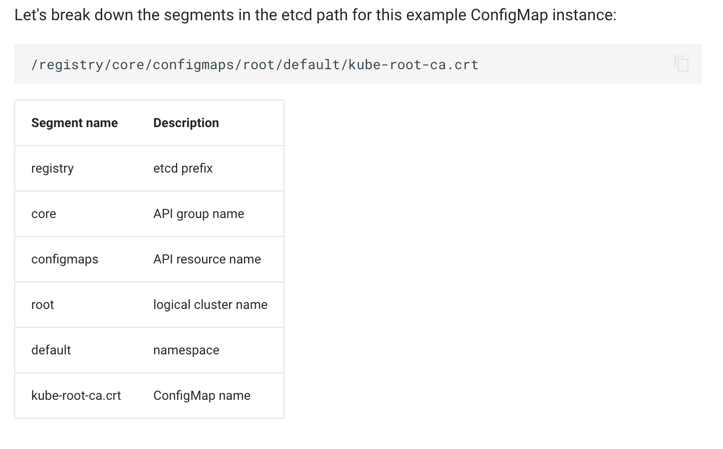 Let's break down the segments in the etcd path for this example ConfigMap instance:
/registry/core/configmaps/root/default/kube-root-ca.crt
Segment name Description
registry etcd prefix
core API group name
configmaps API resource name
root logical cluster name
default namespace
kube-root-ca.crt ConfigMap name